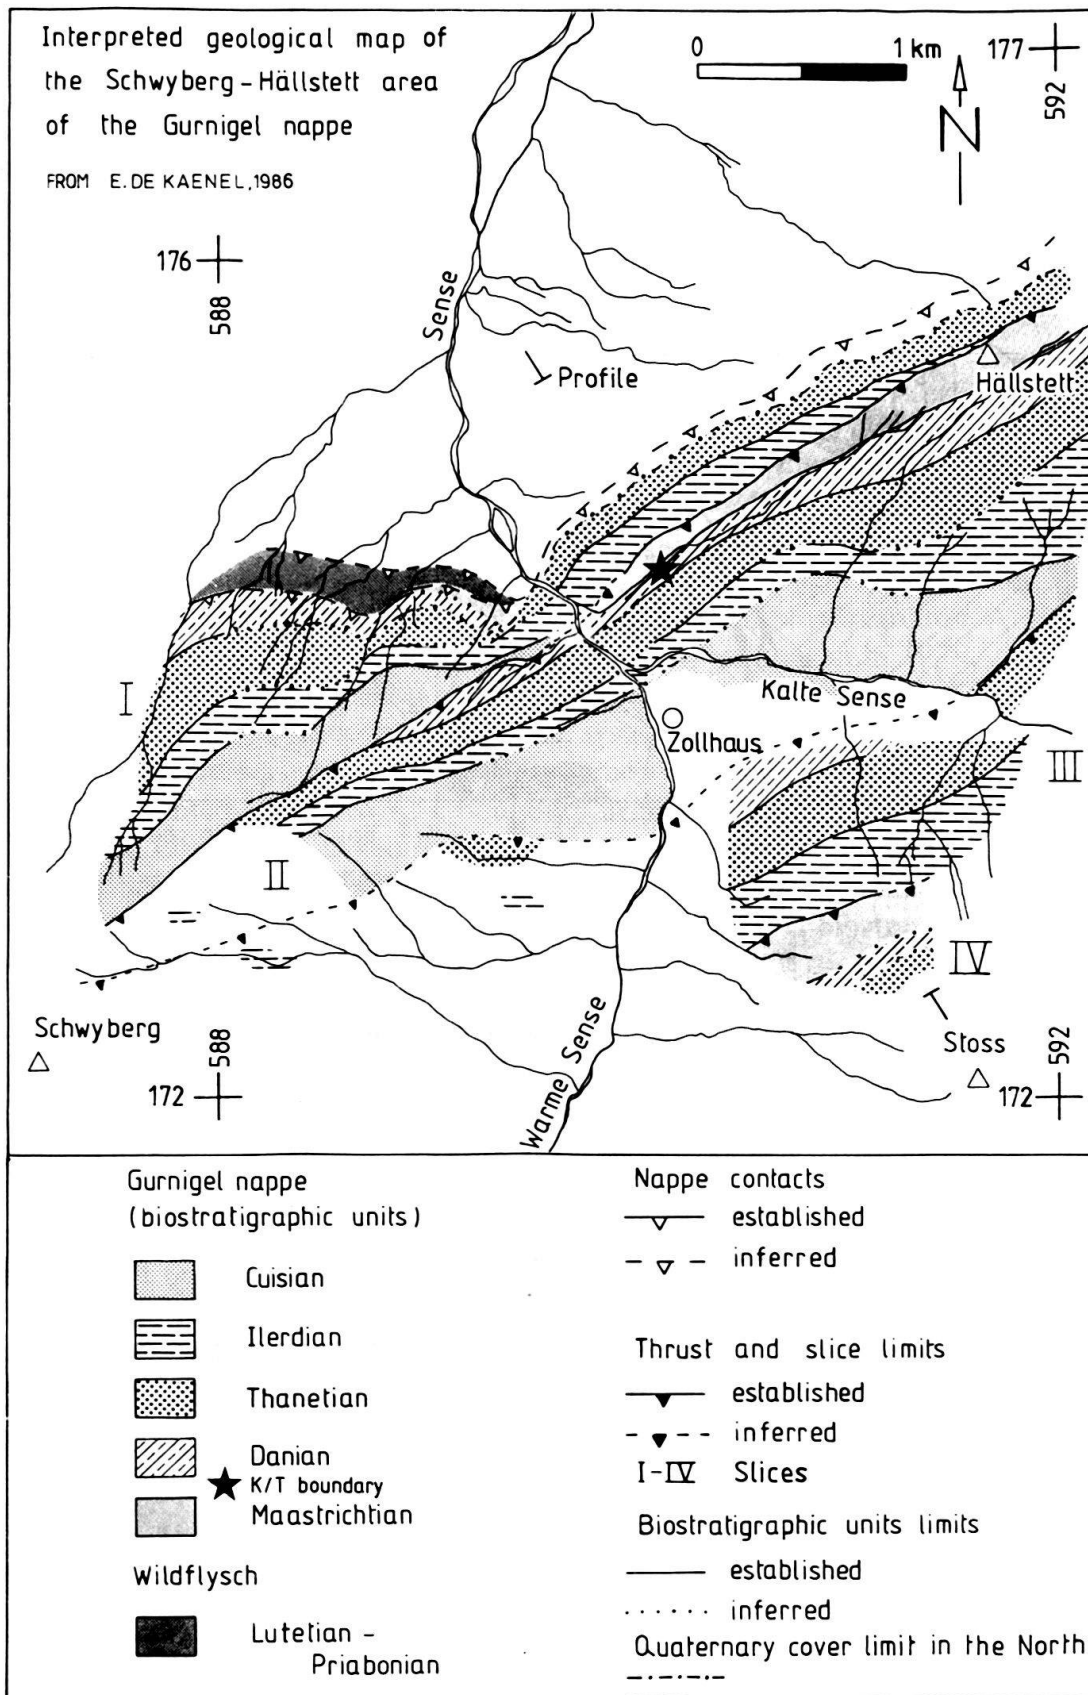 Interpreted geological map of
the Schwyberg-Hällstett area
of the Gurnigel nappe
FROM E. DE KAENEL, 1986
0 1 km
177
592
N
176
588
Sense
Profile
Hällstett
I
Kalte Sense
Zollhaus
III
II
IV
Schwyberg
588
Warme Sense
Stoss
592
172
172
Gurnigel nappe
(biostratigraphic units)
Cuisian
Ilerdian
Thanetian
Danian
K/T boundary
Maastrichtian
Wildflysch
Lutetian -
Priabonian
Nappe contacts
established
inferred
Thrust and slice limits
established
inferred
I-IV Slices
Biostratigraphic units limits
established
inferred
Quaternary cover limit in the North